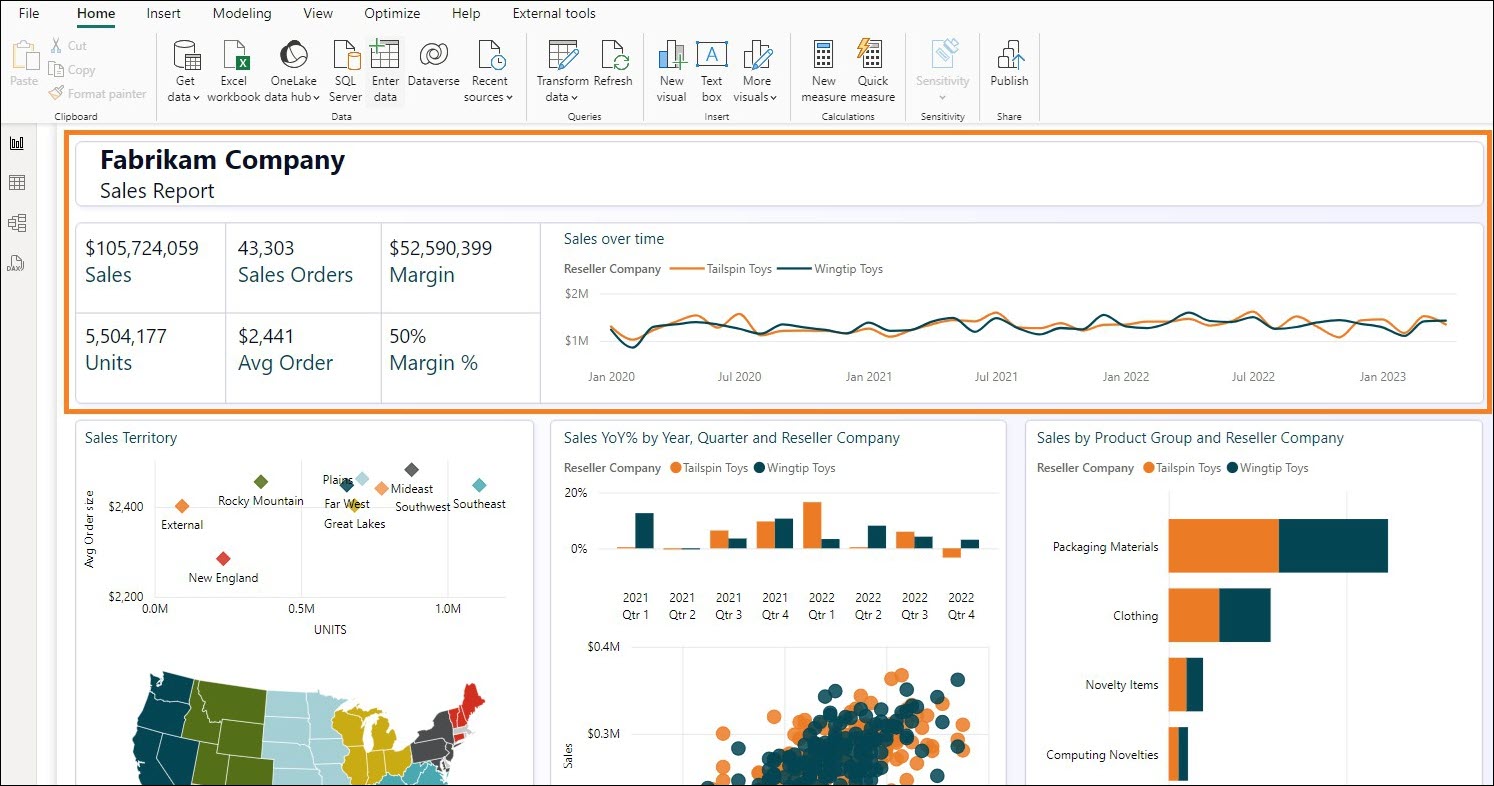 File Home Insert Modeling View Optimize Help External tools
Paste
Cut
Copy
Format painter
Clipboard
Get data
Excel workbook
OneLake data hub
SQL Server
Enter data
Dataverse
Recent sources
Data
Transform data
Refresh
Queries
New visual
Text box
More visuals
Insert
New measure
Quick measure
Calculations
Sensitivity
Sensitivity
Publish
Share
Fabrikam Company
Sales Report
$105,724,059
Sales
43,303
Sales Orders
$52,590,399
Margin
5,504,177
Units
$2,441
Avg Order
50%
Margin %
Sales over time
Reseller Company Tailspin Toys Wingtip Toys
$2M
$1M
Jan 2020 Jul 2020 Jan 2021 Jul 2021 Jan 2022 Jul 2022 Jan 2023
Sales Territory
Avg Order size
$2,400
$2,200
External
Rocky Mountain
New England
Plains
Far West
Great Lakes
Mideast
Southwest
Southeast
0.0M 0.5M 1.0M
UNITS
Sales YoY% by Year, Quarter and Reseller Company
Reseller Company Tailspin Toys Wingtip Toys
20%
0%
2021 2021 2021 2021 2022 2022 2022 2022
Qtr 1 Qtr 2 Qtr 3 Qtr 4 Qtr 1 Qtr 2 Qtr 3 Qtr 4
$0.4M
$0.3M
Sales
Sales by Product Group and Reseller Company
Reseller Company Tailspin Toys Wingtip Toys
Packaging Materials
Clothing
Novelty Items
Computing Novelties